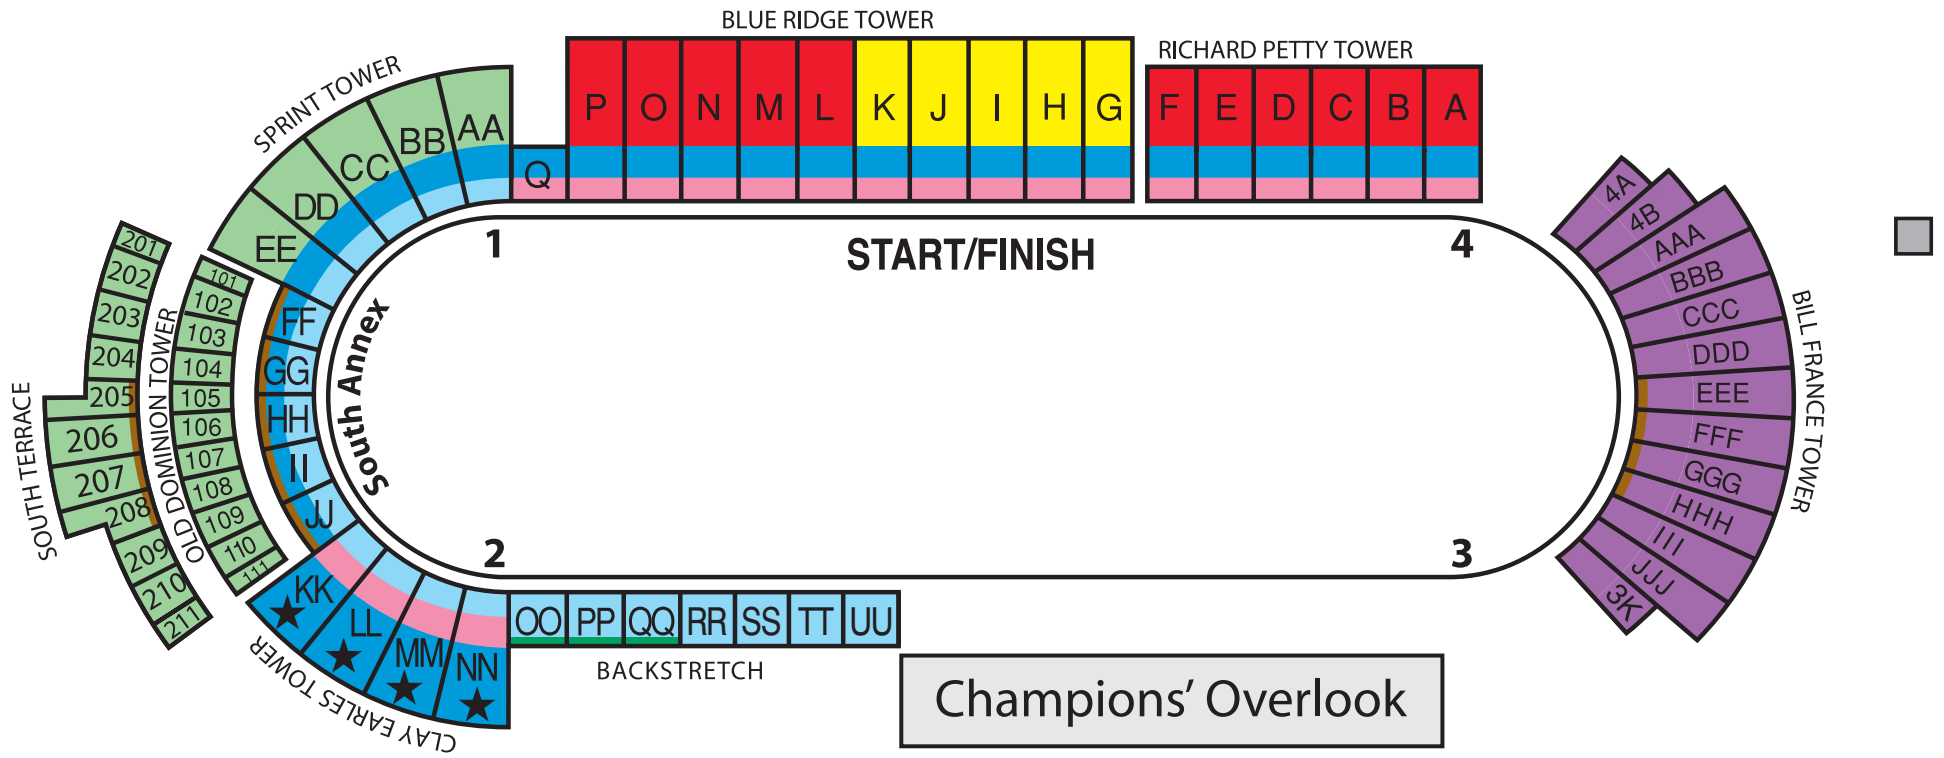 BLUE RIDGE TOWER
RICHARD PETTY TOWER
SPRINT TOWER
P O N M L K J I H G
F E D C B A
AA
BB
CC
DD
EE
Q
4A
4B
AAA
BBB
CCC
DDD
EEE
FFF
GGG
HHH
III
JJJ
3K
BILL FRANCE TOWER
1
START/FINISH
4
201
202
203
204
205
206
207
208
209
210
211
SOUTH TERRACE
OLD DOMINION TOWER
101
102
103
104
105
106
107
108
109
110
111
FF
GG
HH
II
JJ
South Annex
2
3
KK
LL
MM
NN
CLAY EARLES TOWER
OO PP QQ RR SS TT UU
BACKSTRETCH
Champions’ Overlook